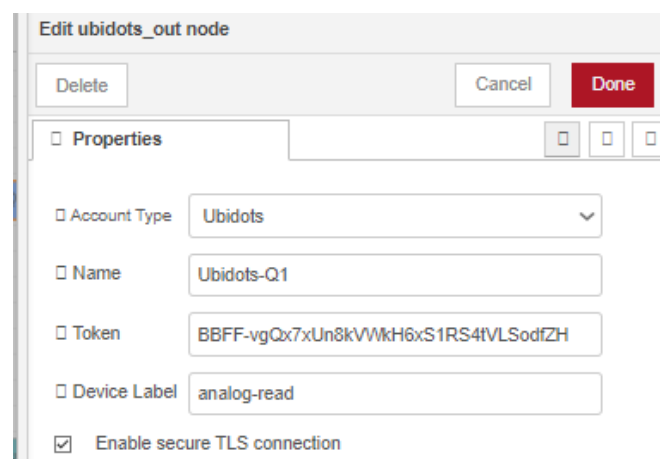 Edit ubidots_out node
Delete Cancel Done
Properties
Account Type Ubidots
Name Ubidots-Q1
Token BBFF-vgQx7xUn8kVWkH6xS1RS4tVLSodfZH
Device Label analog-read
Enable secure TLS connection